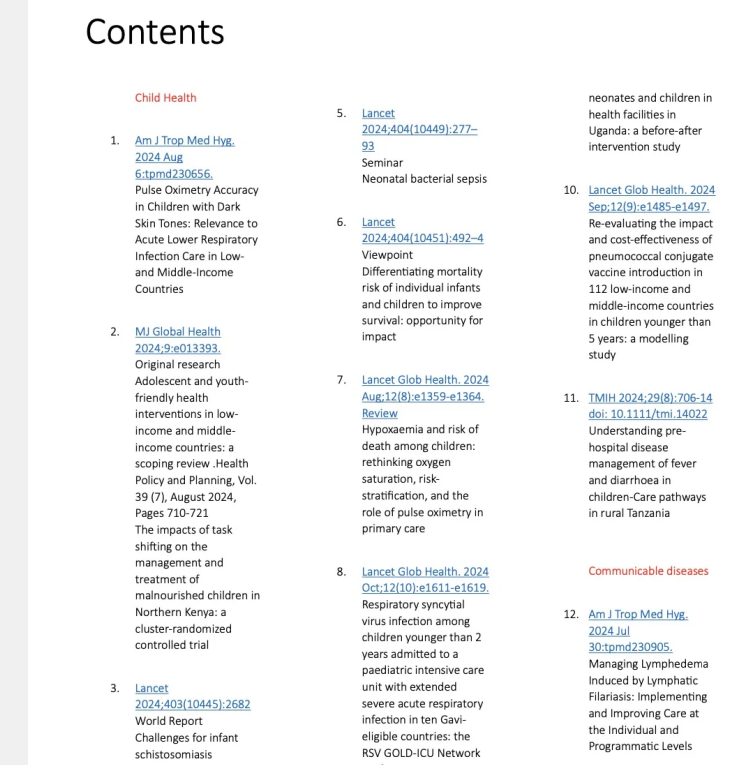 Contents
Child Health
1. Am J Trop Med Hyg.
2024 Aug
6:tpmd230656.
Pulse Oximetry Accuracy
in Children with Dark
Skin Tones: Relevance to
Acute Lower Respiratory
Infection Care in Low-
and Middle-Income
Countries
2. MJ Global Health
2024;9:e013393.
Original research
Adolescent and youth-
friendly health
interventions in low-
income and middle-
income countries: a
scoping review .Health
Policy and Planning, Vol.
39 (7), August 2024,
Pages 710-721
The impacts of task
shifting on the
management and
treatment of
malnourished children in
Northern Kenya: a
cluster-randomized
controlled trial
3. Lancet
2024;403(10445):2682
World Report
Challenges for infant
schistosomiasis
5. Lancet
2024;404(10449):277–
93
Seminar
Neonatal bacterial sepsis
6. Lancet
2024;404(10451):492–4
Viewpoint
Differentiating mortality
risk of individual infants
and children to improve
survival: opportunity for
impact
7. Lancet Glob Health. 2024
Aug;12(8):e1359-e1364.
Review
Hypoxaemia and risk of
death among children:
rethinking oxygen
saturation, risk-
stratification, and the
role of pulse oximetry in
primary care
8. Lancet Glob Health. 2024
Oct;12(10):e1611-e1619.
Respiratory syncytial
virus infection among
children younger than 2
years admitted to a
paediatric intensive care
unit with extended
severe acute respiratory
infection in ten Gavi-
eligible countries: the
RSV GOLD-ICU Network
neonates and children in
health facilities in
Uganda: a before-after
intervention study
10. Lancet Glob Health. 2024
Sep;12(9):e1485-e1497.
Re-evaluating the impact
and cost-effectiveness of
pneumococcal conjugate
vaccine introduction in
112 low-income and
middle-income countries
in children younger than
5 years: a modelling
study
11. TMIH 2024;29(8):706-14
doi: 10.1111/tmi.14022
Understanding pre-
hospital disease
management of fever
and diarrhoea in
children-Care pathways
in rural Tanzania
Communicable diseases
12. Am J Trop Med Hyg.
2024 Jul
30:tpmd230905.
Managing Lymphedema
Induced by Lymphatic
Filariasis: Implementing
and Improving Care at
the Individual and
Programmatic Levels